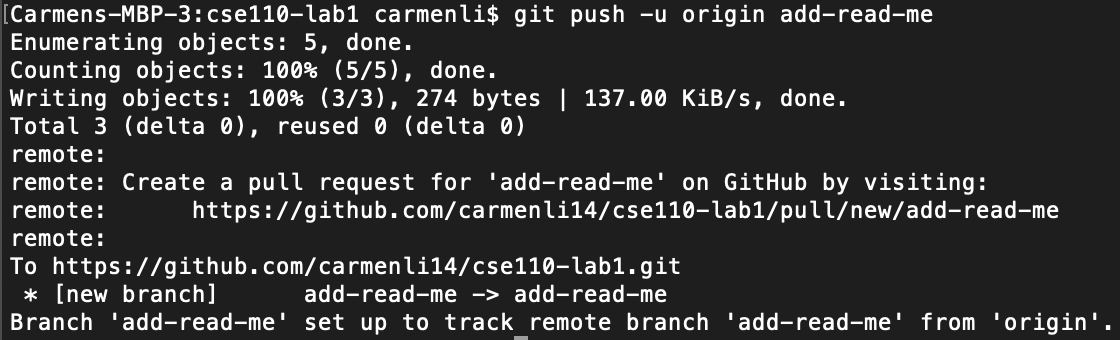 [Carmens-MBP-3:cse110-lab1 carmenli$ git push -u origin add-read-me
Enumerating objects: 5, done.
Counting objects: 100% (5/5), done.
Writing objects: 100% (3/3), 274 bytes | 137.00 KiB/s, done.
Total 3 (delta 0), reused 0 (delta 0)
remote:
remote: Create a pull request for 'add-read-me' on GitHub by visiting:
remote:      https://github.com/carmenli14/cse110-lab1/pull/new/add-read-me
remote:
To https://github.com/carmenli14/cse110-lab1.git
 * [new branch]      add-read-me -> add-read-me
Branch 'add-read-me' set up to track remote branch 'add-read-me' from 'origin'.